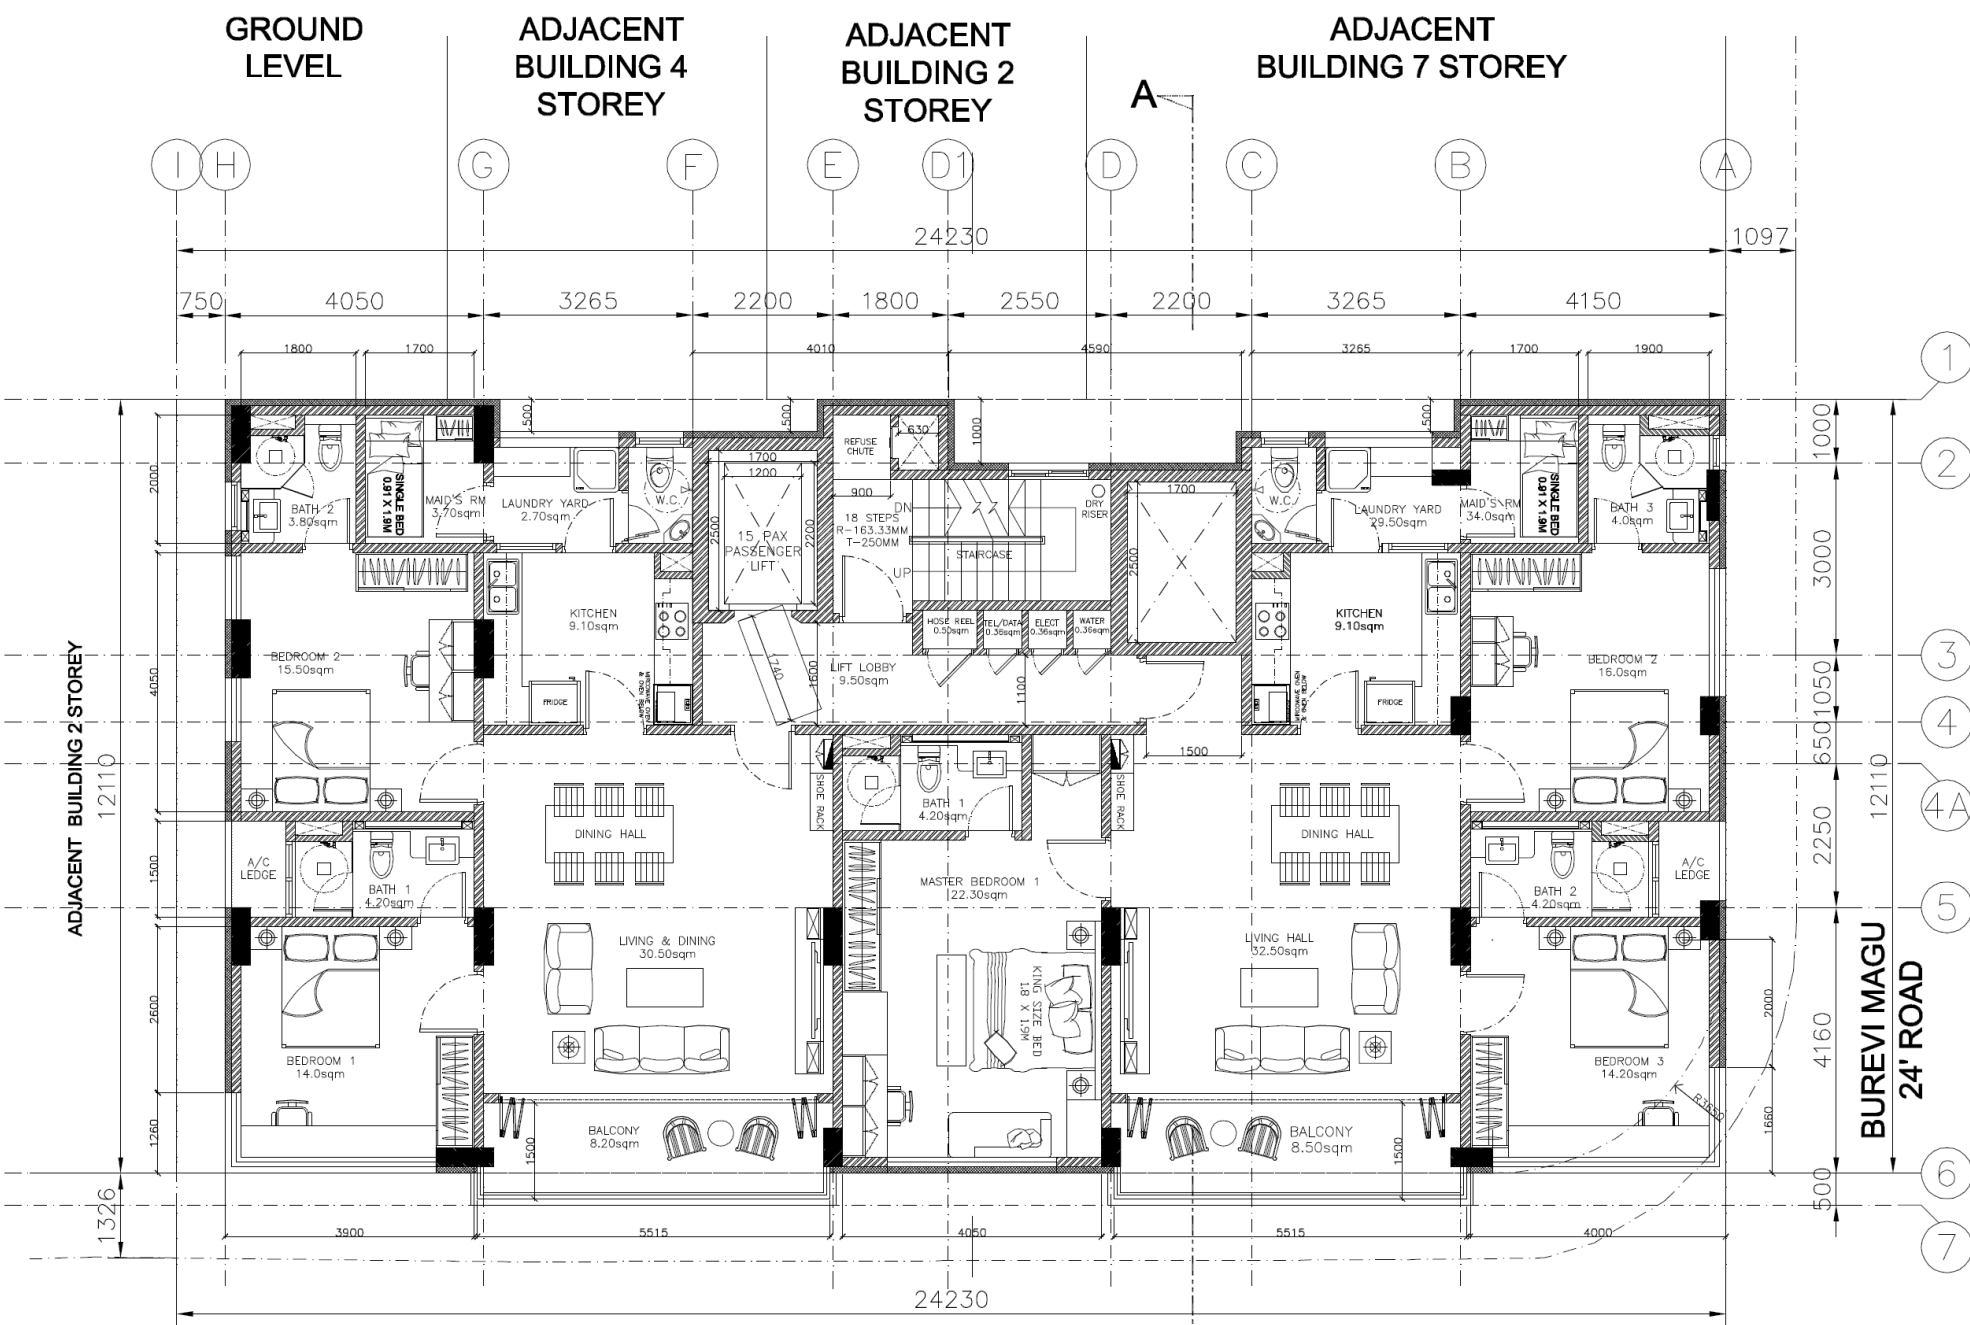 GROUND
LEVEL
ADJACENT
BUILDING 4
STOREY
ADJACENT
BUILDING 2
STOREY
ADJACENT
BUILDING 7 STOREY
A
I
H
G
F
E
D1
D
C
B
A
24230
1097
750
4050
3265
2200
1800
2550
2200
3265
4150
1800
1700
4010
4590
3265
1700
1900
1
2
3
4
4A
5
6
7
1000
3000
1050
650
2250
4160
500
12110
BUREVI MAGU
24' ROAD
ADJACENT BUILDING 2 STOREY
12110
1326
2000
4050
1500
2600
1260
500
500
1000
500
BATH 2
3.80sqm
SINGLE BED
0.91 X 1.9M
MAID'S RM
3.70sqm
LAUNDRY YARD
2.70sqm
W.C.
1700
1200
2500
2200
15 PAX
PASSENGER
LIFT
REFUSE
CHUTE
630
900
DN
18 STEPS
R-163.33MM
T-250MM
STAIRCASE
UP
DRY
RISER
1700
2500
X
W.C.
LAUNDRY YARD
29.50sqm
MAID'S RM
34.0sqm
SINGLE BED
0.91 X 1.9M
BATH 3
4.0sqm
BEDROOM 2
15.50sqm
KITCHEN
9.10sqm
FRIDGE
MICROWAVE OVEN
& OVEN BELOW
1740
1600
LIFT LOBBY
9.50sqm
HOSE REEL
0.50sqm
TEL/DATA
0.36sqm
ELECT
0.36sqm
WATER
0.36sqm
1100
1500
KITCHEN
9.10sqm
FRIDGE
MICROWAVE OVEN
& OVEN BELOW
BEDROOM 2
16.0sqm
SHOE RACK
BATH 1
4.20sqm
SHOE RACK
DINING HALL
DINING HALL
A/C
LEDGE
BATH 1
4.20sqm
MASTER BEDROOM 1
22.30sqm
BATH 2
4.20sqm
A/C
LEDGE
LIVING & DINING
30.50sqm
KING SIZE BED
1.8 X 1.9M
LIVING HALL
32.50sqm
BEDROOM 1
14.0sqm
BEDROOM 3
14.20sqm
R3650
2000
1660
BALCONY
8.20sqm
1500
BALCONY
8.50sqm
1500
3900
5515
4050
5515
4000
24230